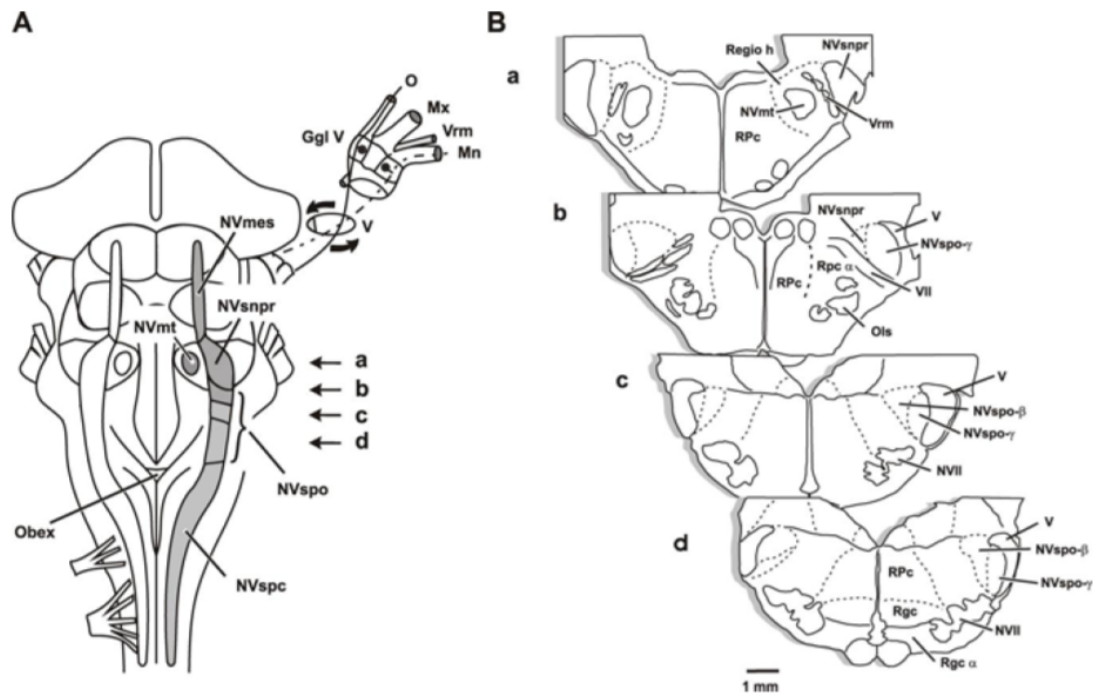 A
O
Mx
Ggl V
Vrm
Mn
V
NVmes
NVsnpr
NVmt
a
b
c
d
NVspo
Obex
NVspc
B
a
Regio h
NVsnpr
NVmt
Vrm
RPc
b
NVsnpr
V
NVspo-γ
RPc
Rpc α
VII
Ols
c
V
NVspo-β
NVspo-γ
NVII
d
V
NVspo-β
RPc
NVspo-γ
Rgc
NVII
Rgc α
1 mm